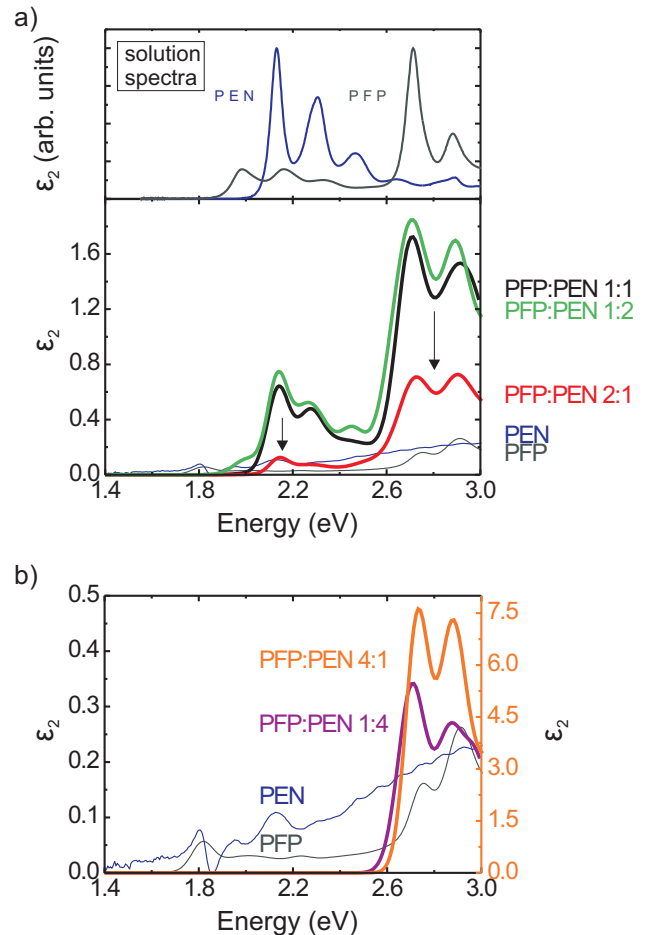 a)
solution
spectra
PEN
PFP
ε2 (arb. units)
1.6
1.2
0.8
0.4
0.0
ε2
1.4 1.8 2.2 2.6 3.0
Energy (eV)
PFP:PEN 1:1
PFP:PEN 1:2
PFP:PEN 2:1
PEN
PFP
b)
0.5
0.4
0.3
0.2
0.1
0.0
ε2
PFP:PEN 4:1
PFP:PEN 1:4
PEN
PFP
7.5
6.0
4.5
3.0
1.5
0.0
ε2
1.4 1.8 2.2 2.6 3.0
Energy (eV)